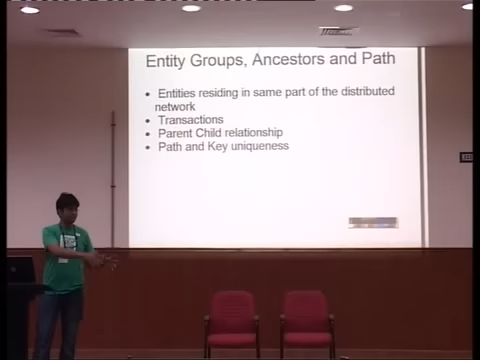 Entity Groups, Ancestors and Path
• Entities residing in same part of the distributed
network
• Transactions
• Parent Child relationship
• Path and Key uniqueness